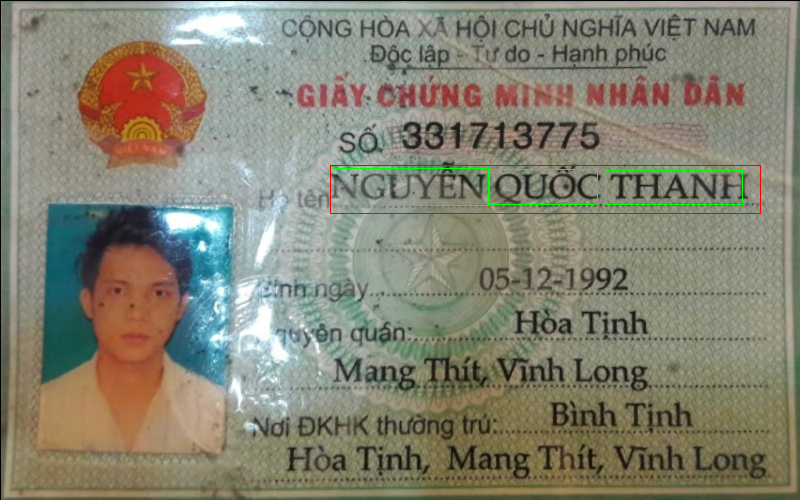 CỘNG HÒA XÃ HỘI CHỦ NGHĨA VIỆT NAM
Độc lập - Tự do - Hạnh phúc
GIẤY CHỨNG MINH NHÂN DÂN
SỐ 331713775
Họ tên NGUYỄN QUỐC THANH
Sinh ngày 05-12-1992
Nguyên quán: Hòa Tịnh
Mang Thít, Vĩnh Long
Nơi ĐKHK thường trú: Bình Tịnh
Hòa Tịnh, Mang Thít, Vĩnh Long
VIỆT NAM